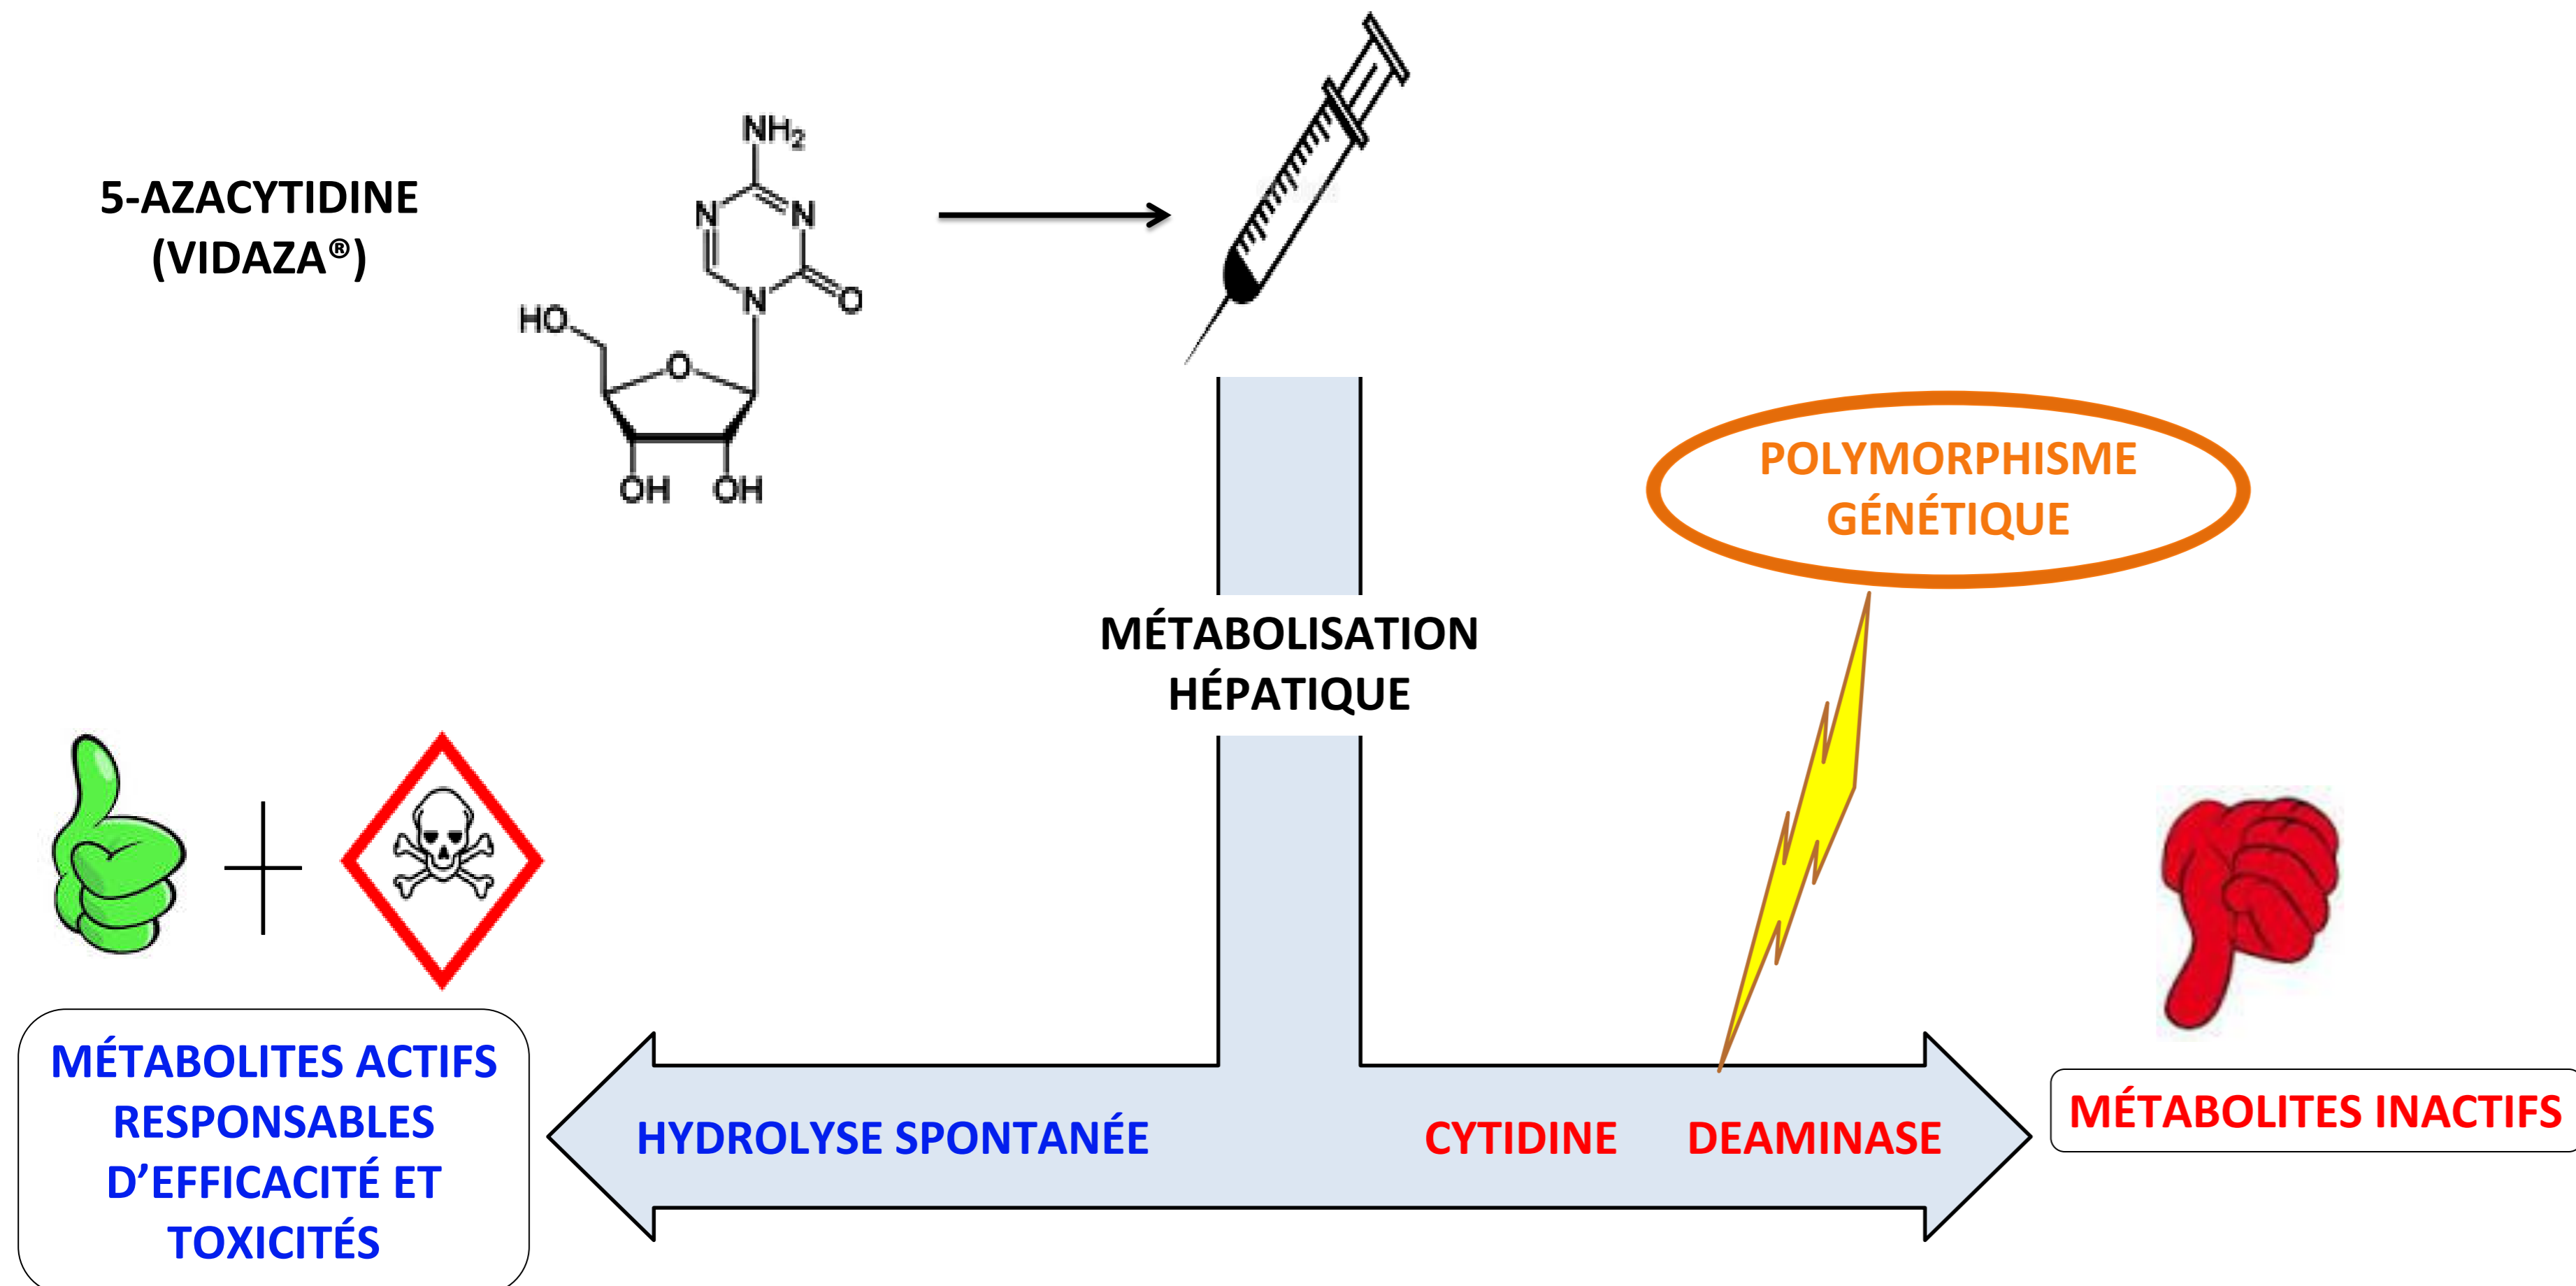 5-AZACYTIDINE
(VIDAZA®)
NH2
N
N
N
O
HO
O
OH
OH
POLYMORPHISME
GÉNÉTIQUE
MÉTABOLISATION
HÉPATIQUE
MÉTABOLITES ACTIFS
RESPONSABLES
D’EFFICACITÉ ET
TOXICITÉS
HYDROLYSE SPONTANÉE
CYTIDINE DEAMINASE
MÉTABOLITES INACTIFS